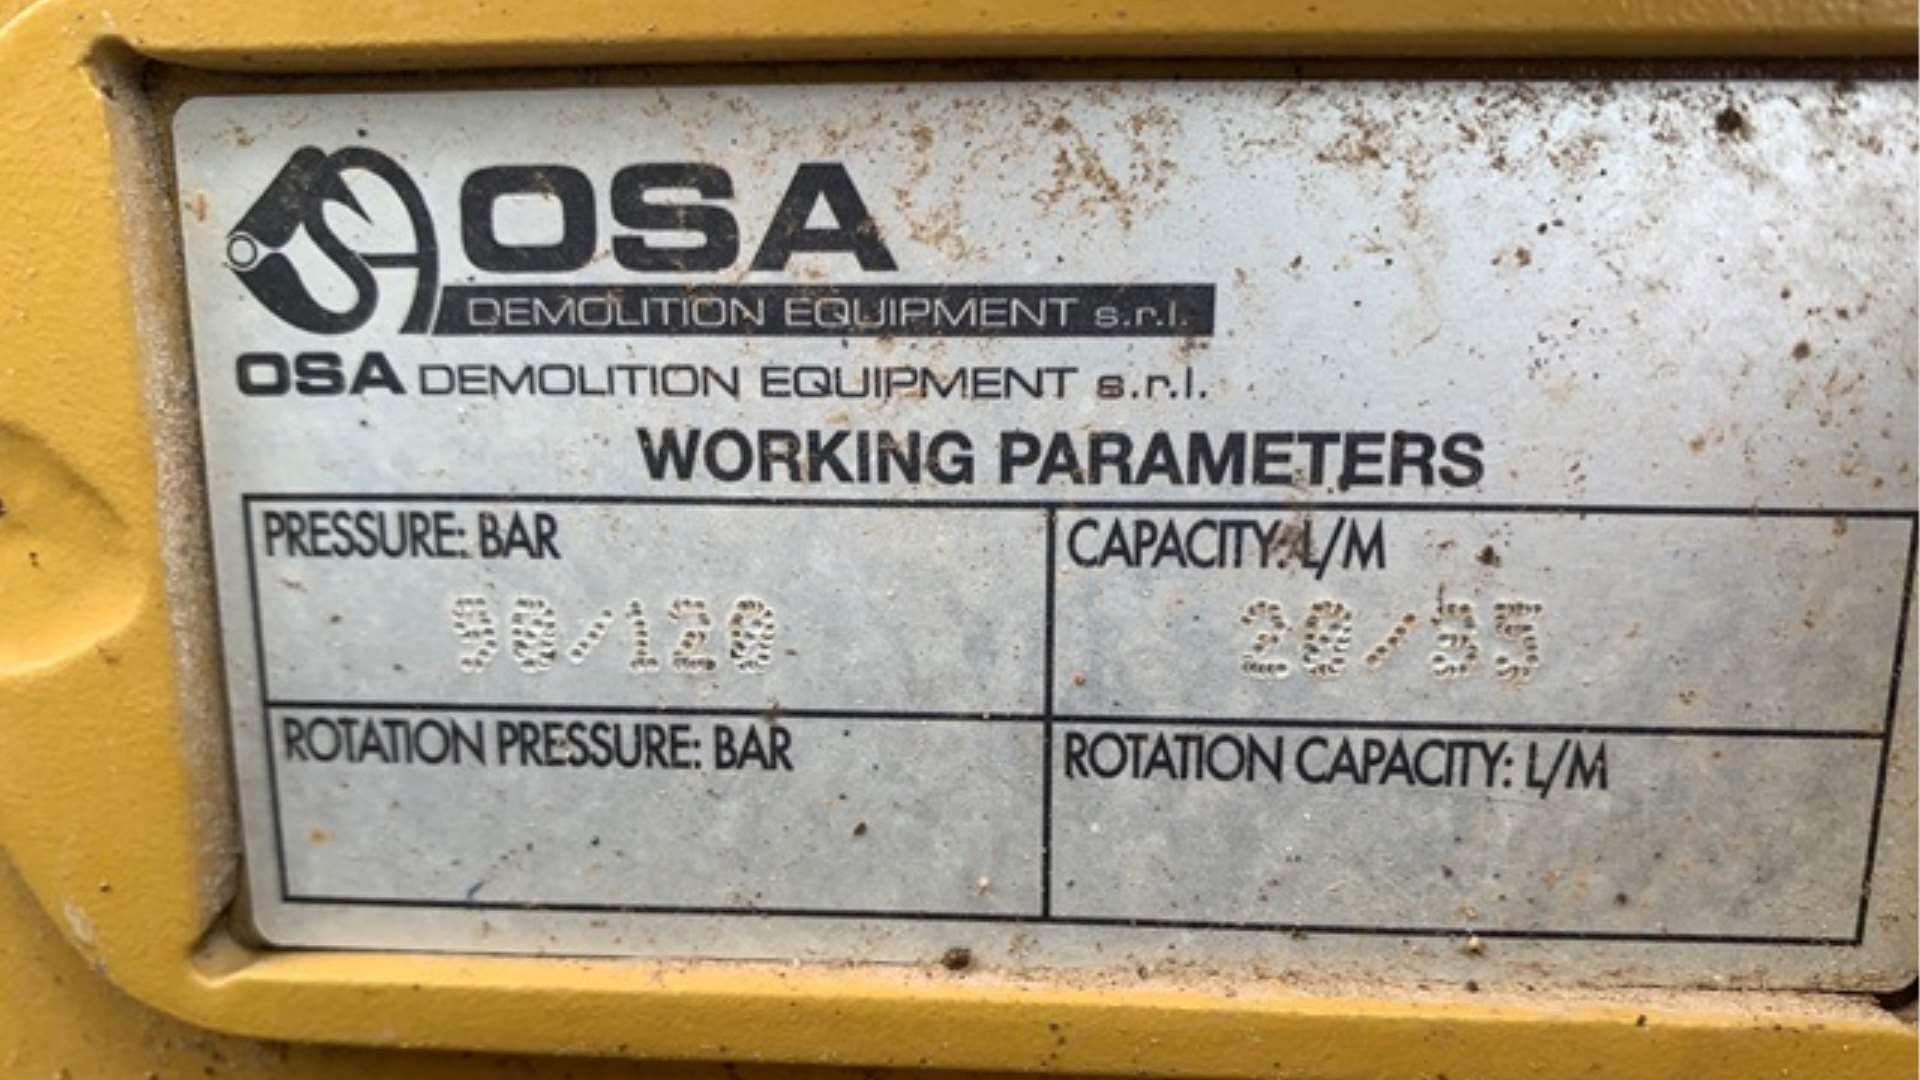 OSA
DEMOLITION EQUIPMENT s.r.l.
OSA DEMOLITION EQUIPMENT s.r.l.
WORKING PARAMETERS
PRESSURE: BAR
90/120
CAPACITY: L/M
20/35
ROTATION PRESSURE: BAR
ROTATION CAPACITY: L/M